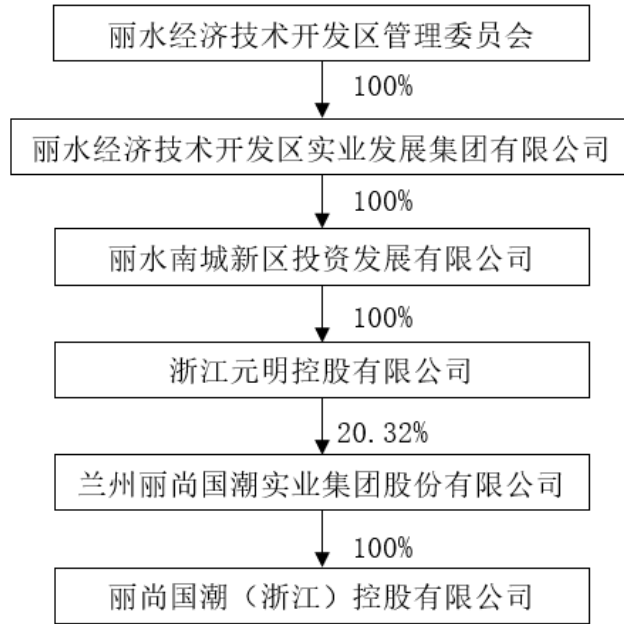 丽水经济技术开发区管理委员会
100%
丽水经济技术开发区实业发展集团有限公司
100%
丽水南城新区投资发展有限公司
100%
浙江元明控股有限公司
20.32%
兰州丽尚国潮实业集团股份有限公司
100%
丽尚国潮（浙江）控股有限公司